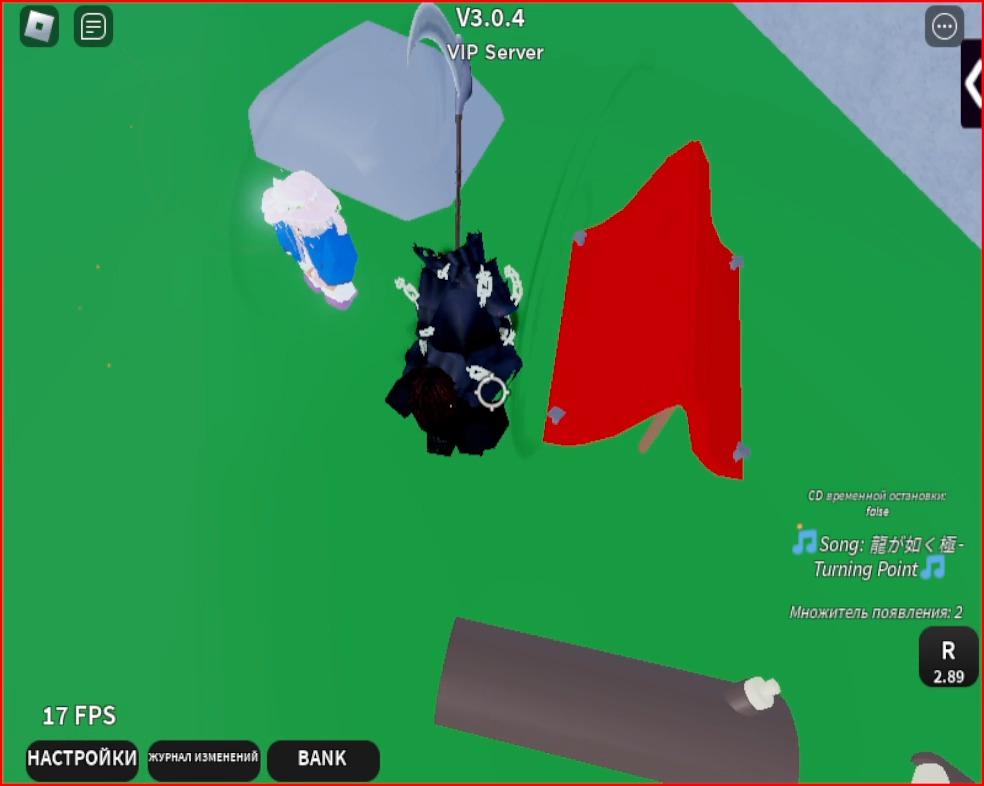 V3.0.4
VIP Server
CD временной остановки:
false
🎵Song: 龍が如く極 -
Turning Point🎵
Множитель появления: 2
R
2.89
17 FPS
НАСТРОЙКИ
ЖУРНАЛ ИЗМЕНЕНИЙ
BANK